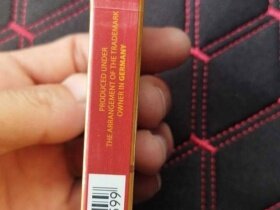 PRODUCED UNDER
THE ARRANGEMENT OF THE TRADEMARK
OWNER IN GERMANY